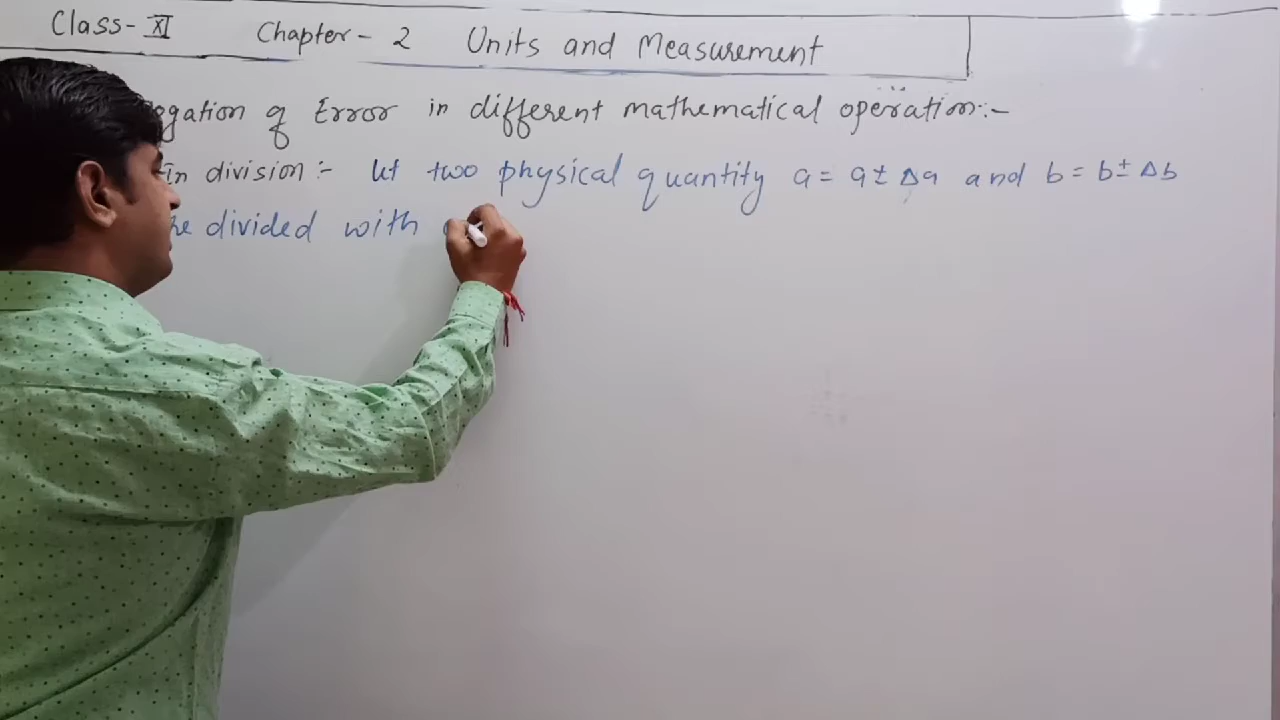 Class- XI Chapter- 2 Units and Measurement
of Error in different mathematical operation:-
in division:- let two physical quantity a = a ± Δa and b = b ± Δb
divided with